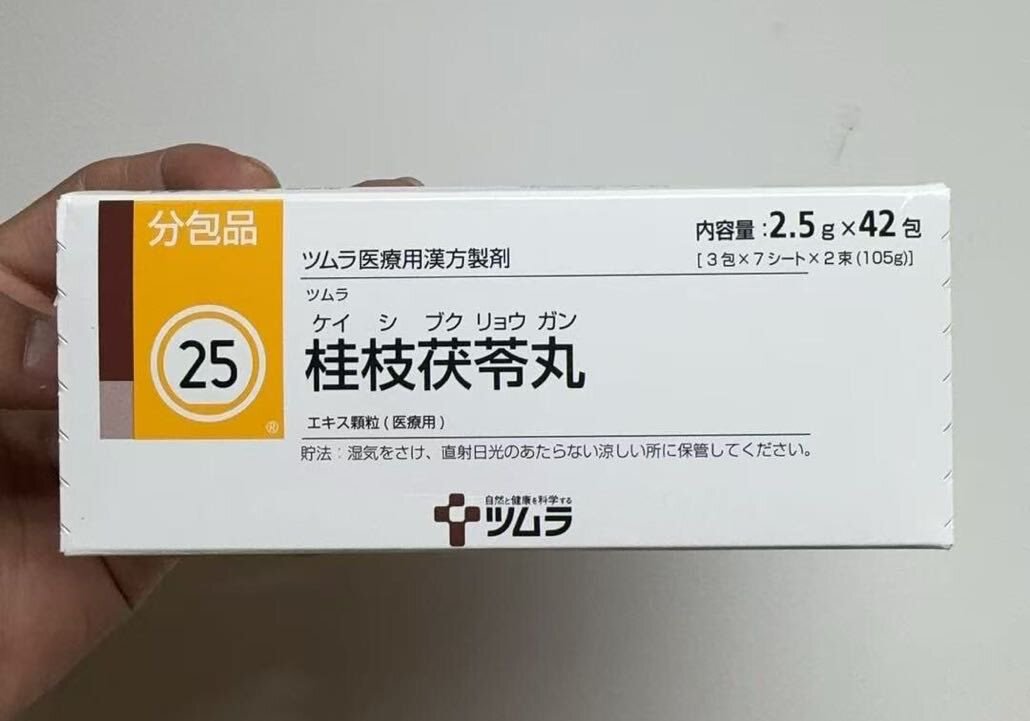 分包品
25
®
内容量:2.5g×42包
[3包×7シート×2束(105g)]
ツムラ医療用漢方製剤
ツムラ
ケイ シ ブク リョウ ガン
桂枝茯苓丸
エキス顆粒(医療用)
貯法:湿気をさけ、直射日光のあたらない涼しい所に保管してください。
自然と健康を科学する
ツムラ